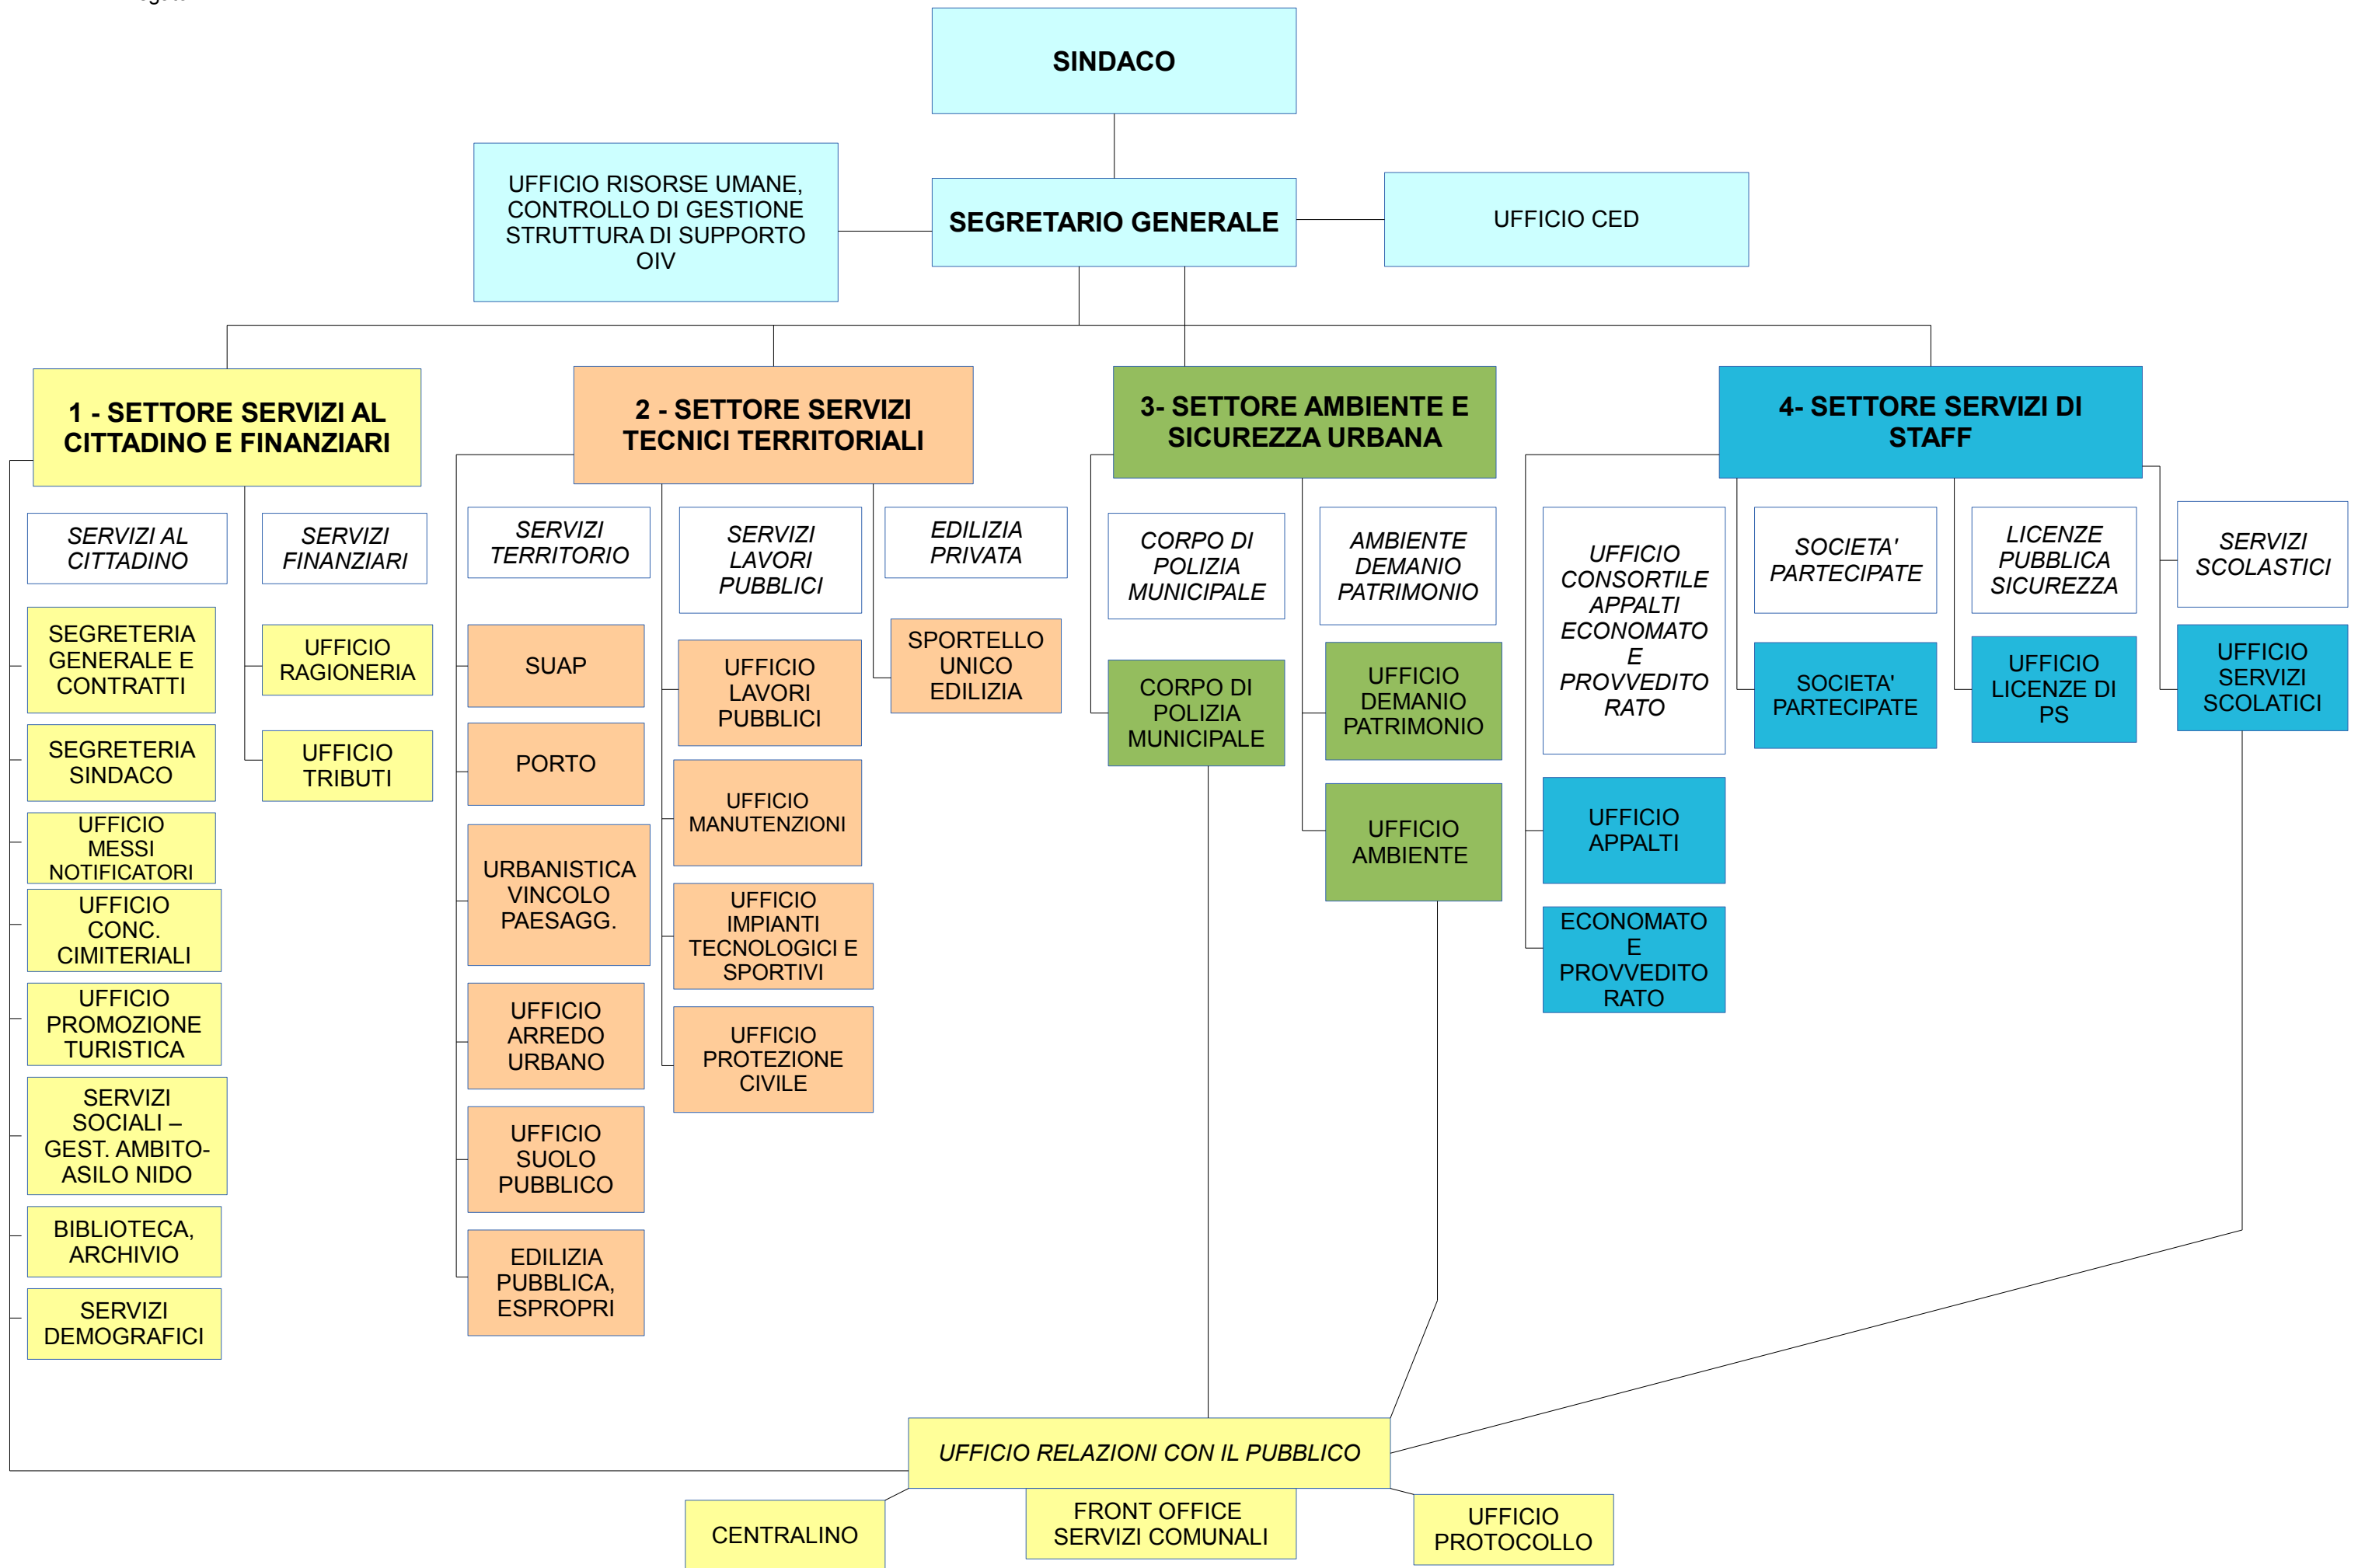 SINDACO
UFFICIO RISORSE UMANE,
CONTROLLO DI GESTIONE
STRUTTURA DI SUPPORTO
OIV
SEGRETARIO GENERALE
UFFICIO CED
1 - SETTORE SERVIZI AL
CITTADINO E FINANZIARI
2 - SETTORE SERVIZI
TECNICI TERRITORIALI
3- SETTORE AMBIENTE E
SICUREZZA URBANA
4- SETTORE SERVIZI DI
STAFF
SERVIZI AL
CITTADINO
SERVIZI
FINANZIARI
SERVIZI
TERRITORIO
SERVIZI
LAVORI
PUBBLICI
EDILIZIA
PRIVATA
CORPO DI
POLIZIA
MUNICIPALE
AMBIENTE
DEMANIO
PATRIMONIO
UFFICIO
CONSORTILE
APPALTI
ECONOMATO
E
PROVVEDITO
RATO
SOCIETA'
PARTECIPATE
LICENZE
PUBBLICA
SICUREZZA
SERVIZI
SCOLASTICI
SEGRETERIA
GENERALE E
CONTRATTI
SEGRETERIA
SINDACO
UFFICIO
MESSI
NOTIFICATORI
UFFICIO
CONC.
CIMITERIALI
UFFICIO
PROMOZIONE
TURISTICA
SERVIZI
SOCIALI –
GEST. AMBITO-
ASILO NIDO
BIBLIOTECA,
ARCHIVIO
SERVIZI
DEMOGRAFICI
UFFICIO
RAGIONERIA
UFFICIO
TRIBUTI
SUAP
PORTO
URBANISTICA
VINCOLO
PAESAGG.
UFFICIO
ARREDO
URBANO
UFFICIO
SUOLO
PUBBLICO
EDILIZIA
PUBBLICA,
ESPROPRI
UFFICIO
LAVORI
PUBBLICI
UFFICIO
MANUTENZIONI
UFFICIO
IMPIANTI
TECNOLOGICI E
SPORTIVI
UFFICIO
PROTEZIONE
CIVILE
SPORTELLO
UNICO
EDILIZIA
CORPO DI
POLIZIA
MUNICIPALE
UFFICIO
DEMANIO
PATRIMONIO
UFFICIO
AMBIENTE
UFFICIO
APPALTI
ECONOMATO
E
PROVVEDITO
RATO
SOCIETA'
PARTECIPATE
UFFICIO
LICENZE DI
PS
UFFICIO
SERVIZI
SCOLATICI
UFFICIO RELAZIONI CON IL PUBBLICO
CENTRALINO
FRONT OFFICE
SERVIZI COMUNALI
UFFICIO
PROTOCOLLO